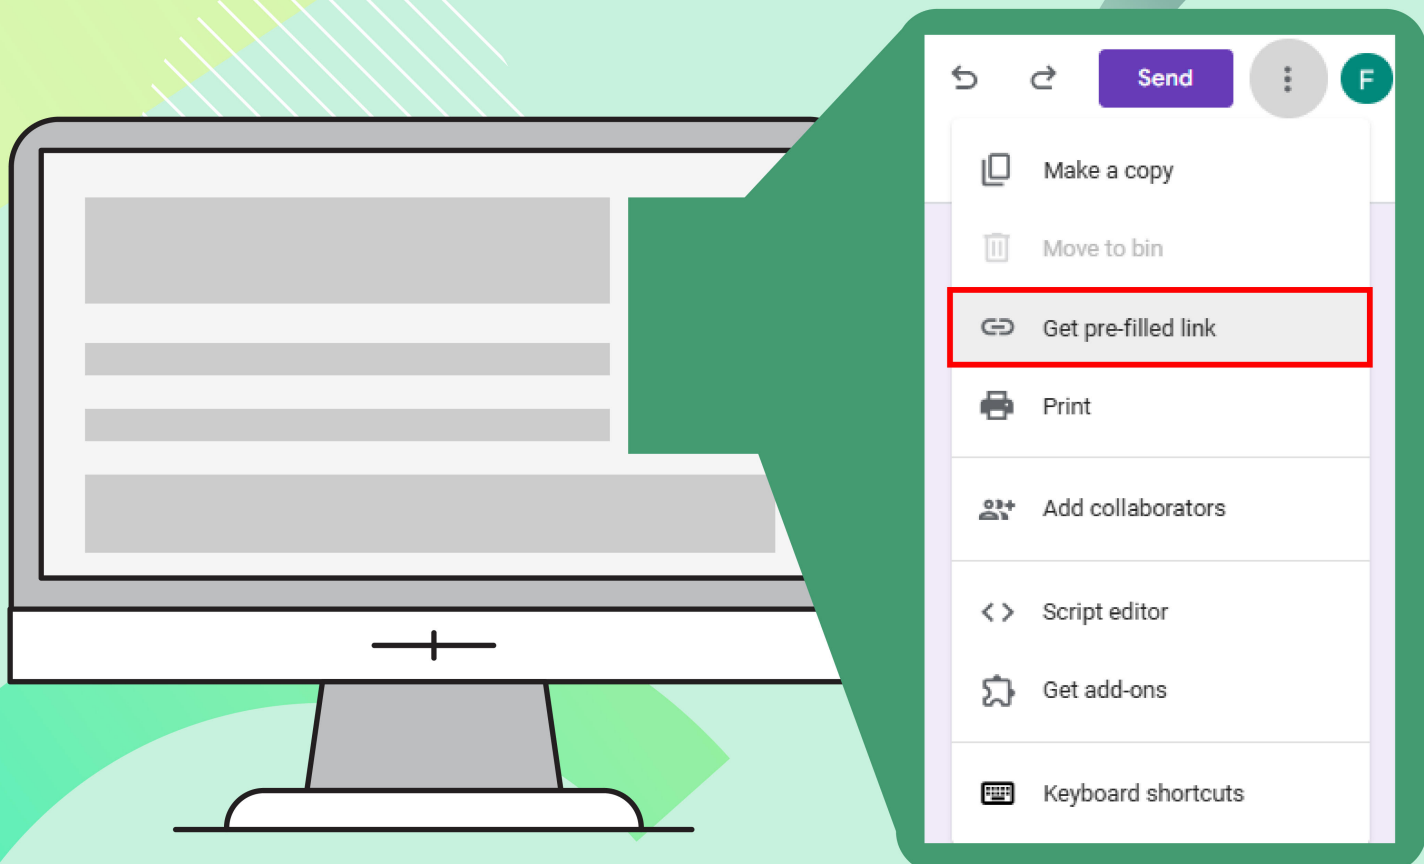 Send
F
Make a copy
Move to bin
Get pre-filled link
Print
Add collaborators
Script editor
Get add-ons
Keyboard shortcuts